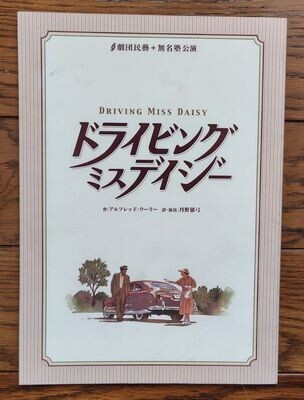 劇団民藝+無名塾公演
DRIVING MISS DAISY
ドライビング
ミスデイジー
作:アルフレッド・ウーリー 訳・演出:丹野郁弓